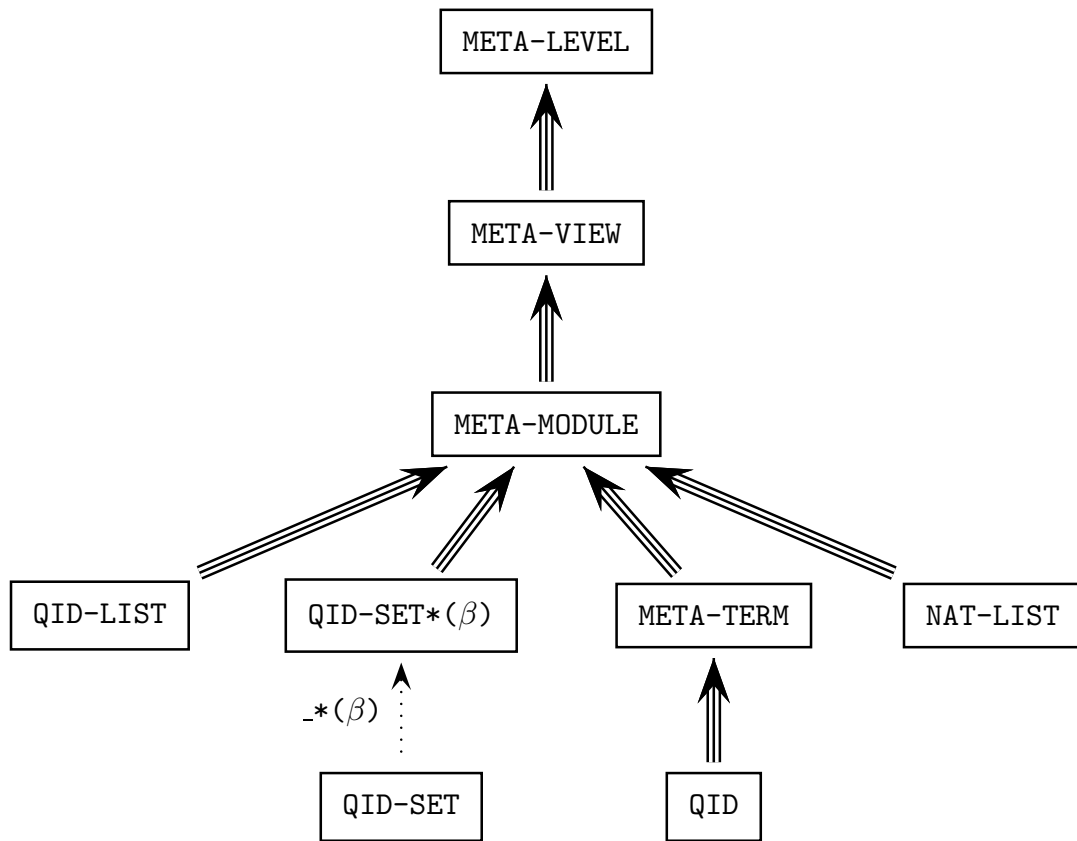 META-LEVEL
META-VIEW
META-MODULE
QID-LIST
QID-SET*(β)
META-TERM
NAT-LIST
_*(β)
QID-SET
QID